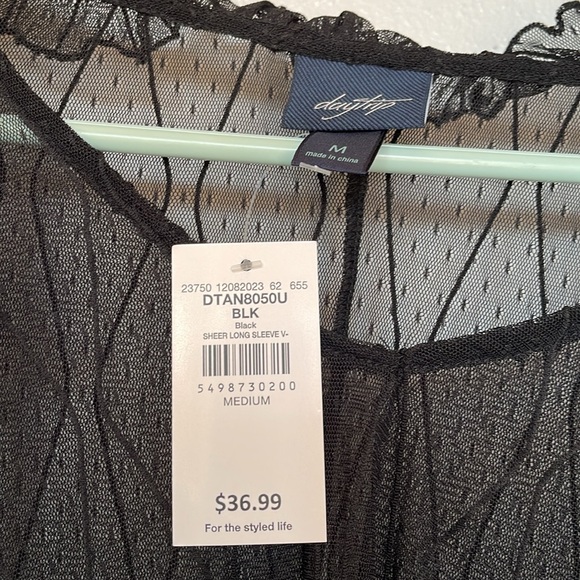 daytrip
M
made in china
23750 12082023 62 655
DTAN8050U
BLK
Black
SHEER LONG SLEEVE V-
5498730200
MEDIUM
$36.99
For the styled life